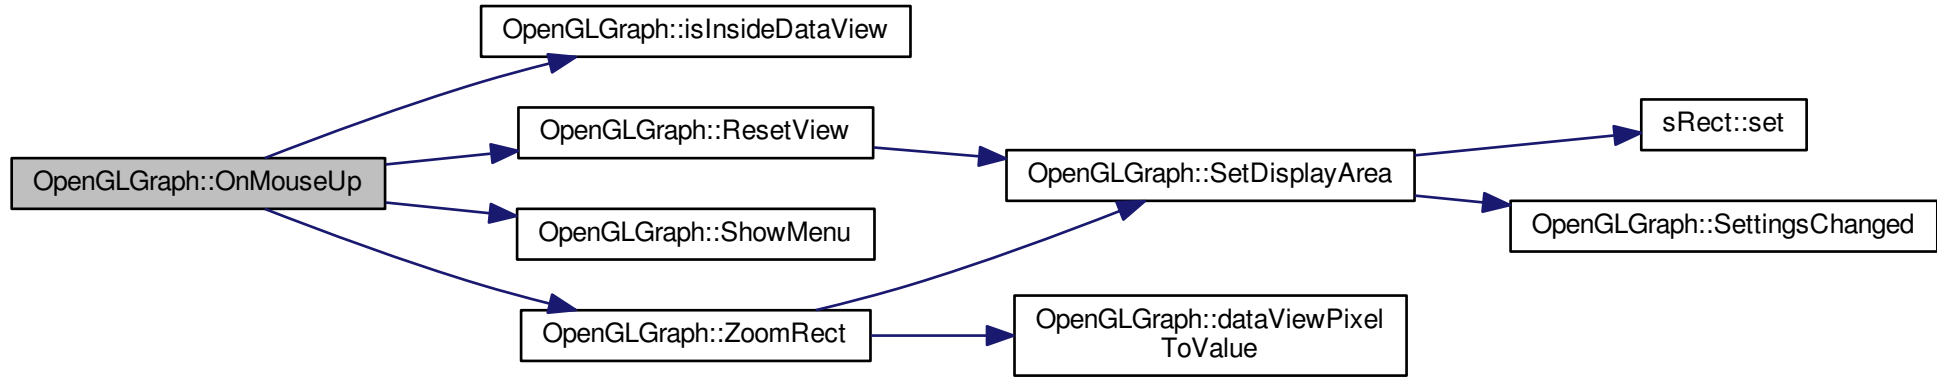 OpenGLGraph::OnMouseUp
OpenGLGraph::isInsideDataView
OpenGLGraph::ResetView
OpenGLGraph::ShowMenu
OpenGLGraph::ZoomRect
OpenGLGraph::SetDisplayArea
OpenGLGraph::dataViewPixel
ToValue
sRect::set
OpenGLGraph::SettingsChanged